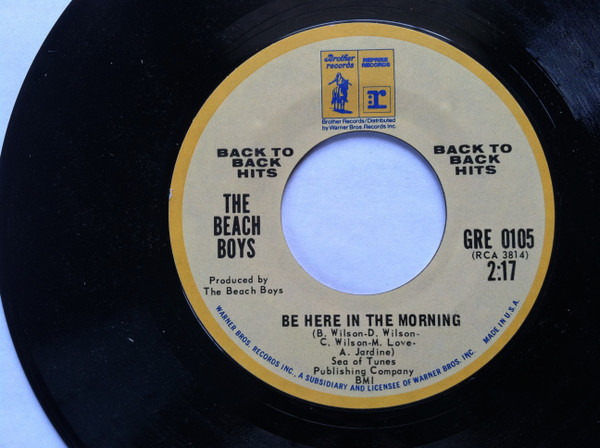 Brother
records
REPRISE
RECORDS
r
Brother Records/Distributed
by Warner Bros. Records Inc.
BACK TO
BACK
HITS
BACK TO
BACK
HITS
THE
BEACH
BOYS
GRE 0105
(RCA 3814)
2:17
Produced by
The Beach Boys
BE HERE IN THE MORNING
(B. Wilson-D. Wilson-
C. Wilson-M. Love-
A. Jardine)
Sea of Tunes
Publishing Company
BMI
WARNER BROS. RECORDS INC., A SUBSIDIARY AND LICENSEE OF WARNER BROS. INC.
MADE IN U.S.A.